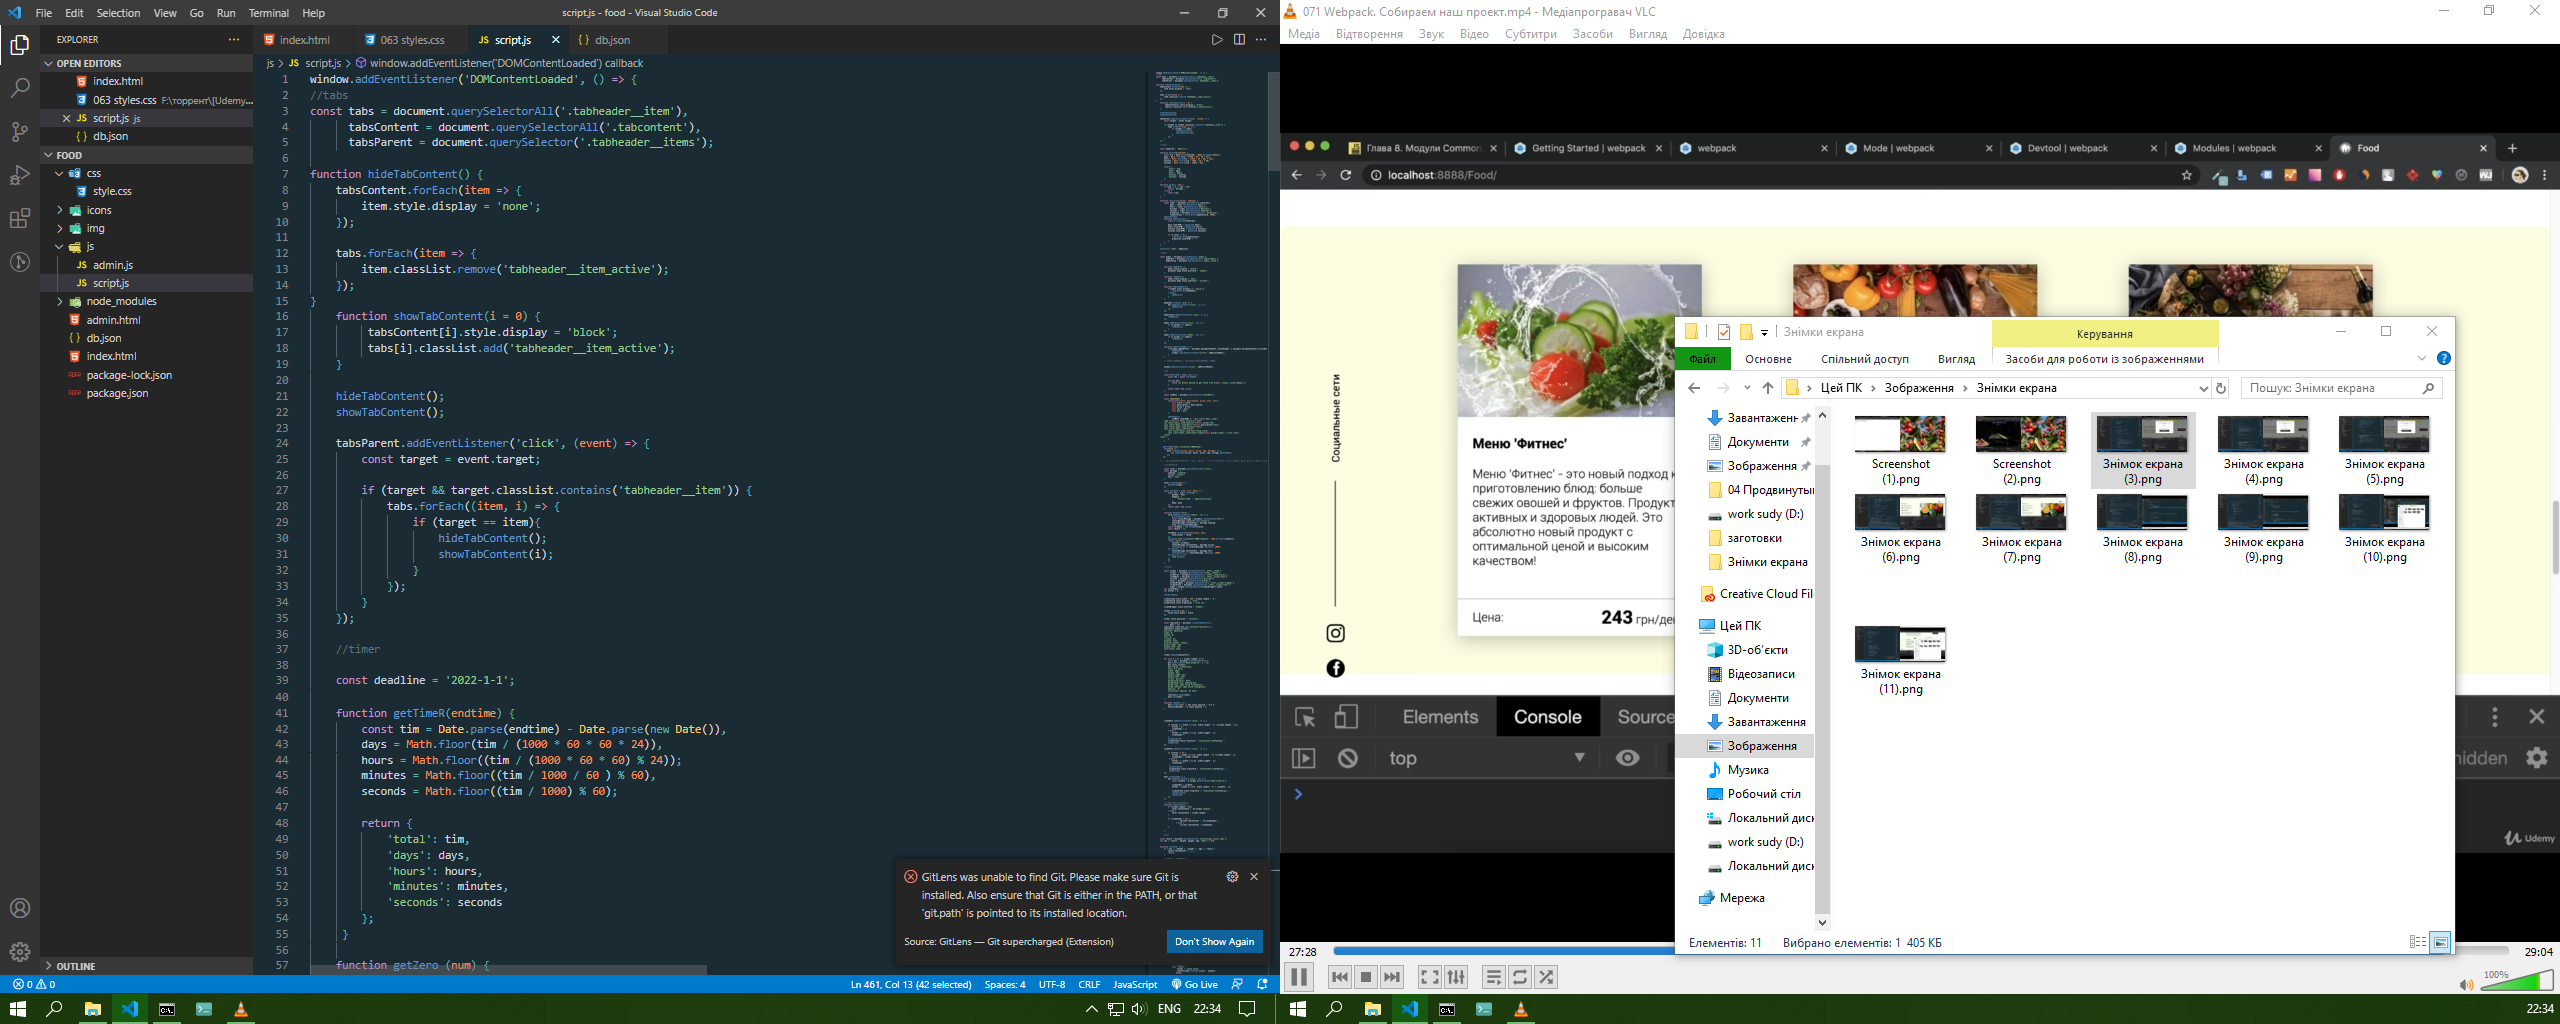 File Edit Selection View Go Run Terminal Help
script.js - food - Visual Studio Code
EXPLORER
OPEN EDITORS
index.html
063 styles.css F:\торрент\[Udemy...
script.js js
db.json
FOOD
css
style.css
icons
img
js
admin.js
script.js
node_modules
admin.html
db.json
index.html
package-lock.json
package.json
OUTLINE
index.html
063 styles.css
script.js
db.json
js > script.js > window.addEventListener('DOMContentLoaded') callback
1 window.addEventListener('DOMContentLoaded', () => {
2 //tabs
3 const tabs = document.querySelectorAll('.tabheader__item'),
4 tabsContent = document.querySelectorAll('.tabcontent'),
5 tabsParent = document.querySelector('.tabheader__items');
6
7 function hideTabContent() {
8 tabsContent.forEach(item => {
9 item.style.display = 'none';
10 });
11
12 tabs.forEach(item => {
13 item.classList.remove('tabheader__item_active');
14 });
15 }
16 function showTabContent(i = 0) {
17 tabsContent[i].style.display = 'block';
18 tabs[i].classList.add('tabheader__item_active');
19 }
20
21 hideTabContent();
22 showTabContent();
23
24 tabsParent.addEventListener('click', (event) => {
25 const target = event.target;
26
27 if (target && target.classList.contains('tabheader__item')) {
28 tabs.forEach((item, i) => {
29 if (target == item){
30 hideTabContent();
31 showTabContent(i);
32 }
33 });
34 }
35 });
36
37 //timer
38
39 const deadline = '2022-1-1';
40
41 function getTimeR(endtime) {
42 const tim = Date.parse(endtime) - Date.parse(new Date()),
43 days = Math.floor(tim / (1000 * 60 * 60 * 24)),
44 hours = Math.floor((tim / (1000 * 60 * 60) % 24));
45 minutes = Math.floor((tim / 1000 / 60 ) % 60),
46 seconds = Math.floor((tim / 1000) % 60);
47
48 return {
49 'total': tim,
50 'days': days,
51 'hours': hours,
52 'minutes': minutes,
53 'seconds': seconds
54 };
55 }
56
57 function getZero (num) {
GitLens was unable to find Git. Please make sure Git is
installed. Also ensure that Git is either in the PATH, or that
'git.path' is pointed to its installed location.
Source: GitLens — Git supercharged (Extension)
Don't Show Again
0 0
Ln 461, Col 13 (42 selected) Spaces: 4 UTF-8 CRLF JavaScript Go Live
ENG 22:34
071 Webpack. Собираем наш проект.mp4 - Медіапрогравач VLC
Медіа Відтворення Звук Відео Субтитри Засоби Вигляд Довідка
Глава 8. Модули Common
Getting Started | webpack
webpack
Mode | webpack
Devtool | webpack
Modules | webpack
Food
localhost:8888/Food/
Социальные сети
Меню 'Фитнес'
Меню 'Фитнес' - это новый подход к
приготовлению блюд: больше
свежих овощей и фруктов. Продукт
активных и здоровых людей. Это
абсолютно новый продукт с
оптимальной ценой и высоким
качеством!
Цена: 243 грн/де
Elements Console Source
top
hidden
Udemy
Знімки екрана
Керування
Файл Основне Спільний доступ Вигляд Засоби для роботи із зображеннями
Цей ПК > Зображення > Знімки екрана
Пошук: Знімки екрана
Завантажен
Документи
Зображення
04 Продвинутый
work sudy (D:)
заготовки
Знімки екрана
Creative Cloud Fil
Цей ПК
3D-об'єкти
Відеозаписи
Документи
Завантаження
Зображення
Музика
Робочий стіл
Локальний диск
work sudy (D:)
Локальний диск
Мережа
Screenshot (1).png
Screenshot (2).png
Знімок екрана (3).png
Знімок екрана (4).png
Знімок екрана (5).png
Знімок екрана (6).png
Знімок екрана (7).png
Знімок екрана (8).png
Знімок екрана (9).png
Знімок екрана (10).png
Знімок екрана (11).png
Елементів: 11 Вибрано елементів: 1 405 КБ
27:28
29:04
100%
22:34